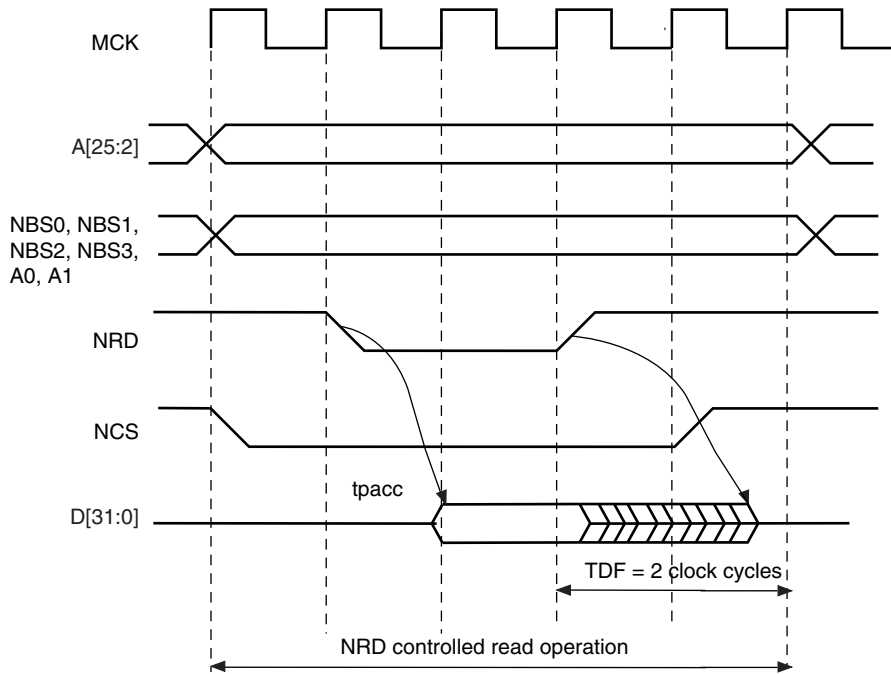 MCK
A[25:2]
NBS0, NBS1,
NBS2, NBS3,
A0, A1
NRD
NCS
tpacc
D[31:0]
TDF = 2 clock cycles
NRD controlled read operation